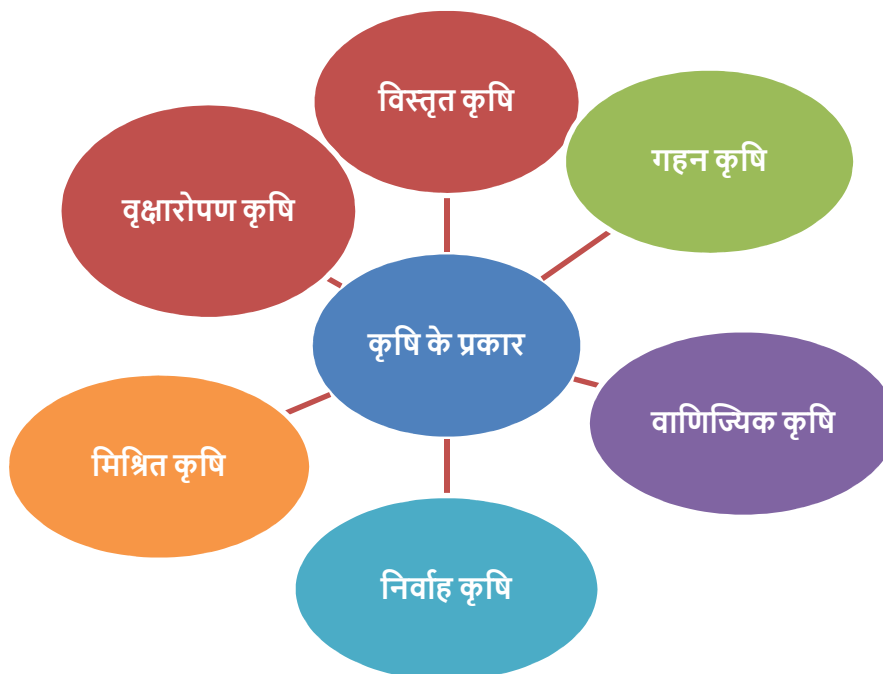 विस्तृत कृषि
गहन कृषि
वृक्षारोपण कृषि
कृषि के प्रकार
वाणिज्यिक कृषि
मिश्रित कृषि
निर्वाह कृषि